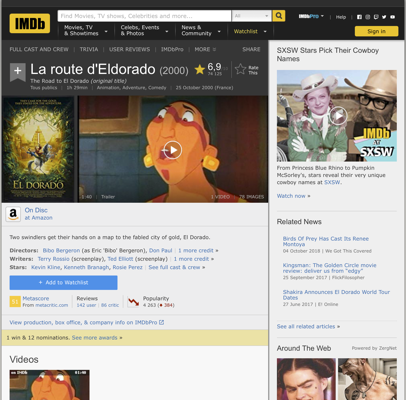 IMDb
Find Movies, TV shows, Celebrities and more...
All
IMDbPro
Help
Movies, TV
& Showtimes
Celebs, Events
& Photos
News &
Community
Watchlist
Sign in
FULL CAST AND CREW | TRIVIA | USER REVIEWS | IMDbPro | MORE
SHARE
La route d'Eldorado (2000)
The Road to El Dorado (original title)
Tous publics | 1h 29min | Animation, Adventure, Comedy | 25 October 2000 (France)
6,9
Rate
This
EL DORADO
1:40 | Trailer
1 VIDEO
On Disc
at Amazon
Two swindlers get their hands on a map to the fabled city of gold, El Dorado.
Directors: Bibo Bergeron (as Eric 'Bibo' Bergeron), Don Paul | 1 more credit »
Writers: Terry Rossio (screenplay), Ted Elliott (screenplay) | 1 more credit »
Stars: Kevin Kline, Kenneth Branagh, Rosie Perez | See full cast & crew »
+ Add to Watchlist
51
Metascore
From metacritic.com
Reviews
142 user | 86 critic
Popularity
4 263 ( 384)
View production, box office, & company info on IMDbPro
1 win & 12 nominations. See more awards »
Videos
SXSW Stars Pick Their Cowboy
Names
IMDb
AT
SXSW
From Princess Blue Rhino to Pumpkin
McSorley's, stars reveal their very unique
cowboy names at SXSW.
Watch now »
Related News
Birds Of Prey Has Cast Its Renee
Montoya
04 October 2018 | We Got This Covered
Kingsman: The Golden Circle movie
review: deliver us from "edgy"
25 September 2017 | FlickFilosopher
Shakira Announces El Dorado World Tour
Dates
27 June 2017 | E! Online
See all related articles »
Around The Web
Powered by ZergNet